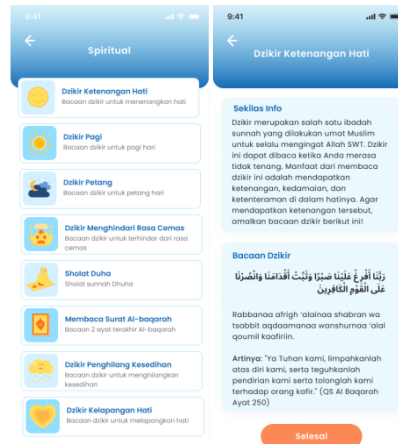 9:41
Spiritual
Dzikir Ketenangan Hati
Bacaan dzikir untuk menenangkan hati
Dzikir Pagi
Bacaan dzikir untuk pagi hari
Dzikir Petang
Bacaan dzikir untuk petang hari
Dzikir Menghindari Rasa Cemas
Bacaan dzikir untuk terhindar dari rasa
cemas
Sholat Duha
Sholat sunnah Dhuha
Membaca Surat Al-baqarah
Bacaan 2 ayat terakhir Al-baqarah
Dzikir Penghilang Kesedihan
Bacaan dzikir untuk menghilangkan
kesedihan
Dzikir Kelapangan Hati
Bacaan dzikir untuk melapangkan hati
9:41
Dzikir Ketenangan Hati
Sekilas Info
Dzikir merupakan salah satu ibadah
sunnah yang dilakukan umat Muslim
untuk selalu mengingat Allah SWT. Dzikir
ini dapat dibaca ketika Anda merasa
tidak tenang. Manfaat dari membaca
dzikir ini adalah mendapatkan
ketenangan, kedamaian, dan
ketenteraman di dalam hatinya. Agar
mendapatkan ketenangan tersebut,
amalkan bacaan dzikir berikut ini!
Bacaan Dzikir
رَبَّنَا أَفْرِغْ عَلَيْنَا صَبْرًا وَثَبِّتْ أَقْدَامَنَا وَانْصُرْنَا
عَلَى الْقَوْمِ الْكَافِرِينَ
Rabbanaa afrigh 'alainaa shabran wa
tsabbit aqdaamanaa wanshurnaa 'alal
qoumil kaafiriin.
Artinya: "Ya Tuhan kami, limpahkanlah
atas diri kami, serta teguhkanlah
pendirian kami serta tolonglah kami
terhadap orang kafir." (QS Al Baqarah
Ayat 250)
Selesai